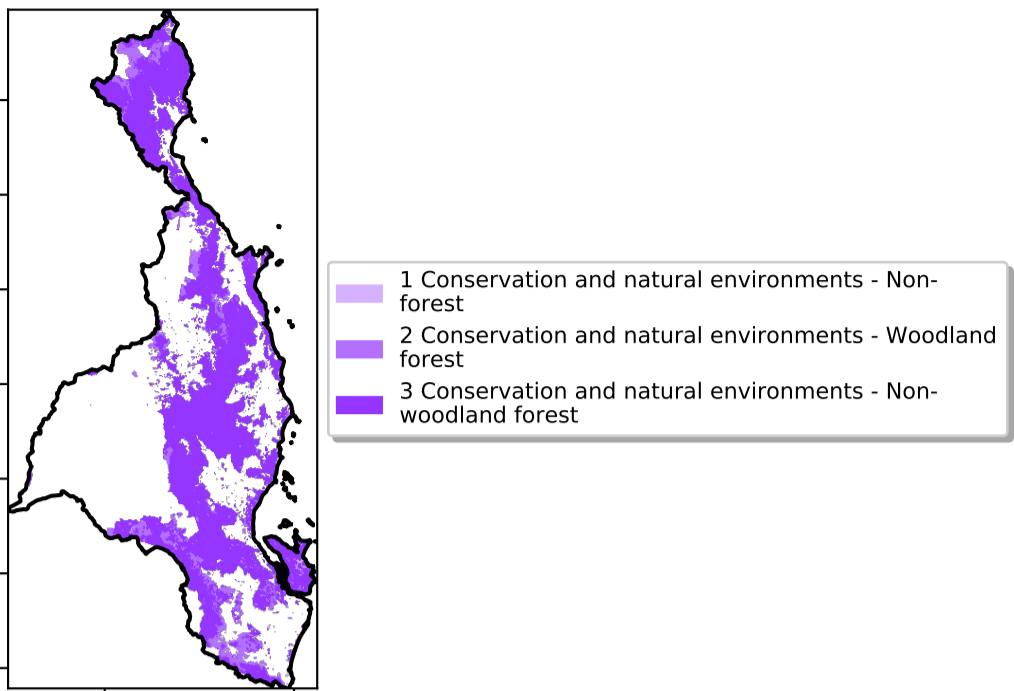 1 Conservation and natural environments - Non-
forest
2 Conservation and natural environments - Woodland
forest
3 Conservation and natural environments - Non-
woodland forest